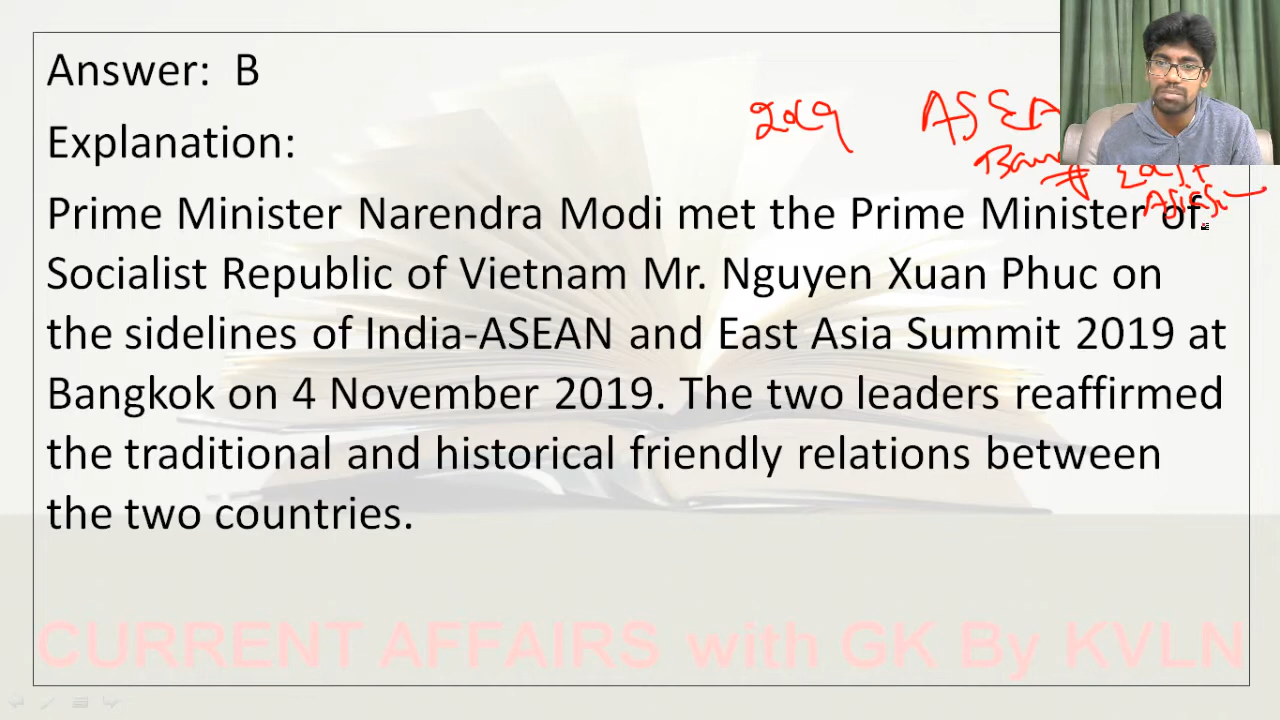 Answer: B
2019 ASEA
Explanation:
East
Prime Minister Narendra Modi met the Prime Minister of
Socialist Republic of Vietnam Mr. Nguyen Xuan Phuc on
the sidelines of India-ASEAN and East Asia Summit 2019 at
Bangkok on 4 November 2019. The two leaders reaffirmed
the traditional and historical friendly relations between
the two countries.
CURRENT AFFAIRS with GK By KVLN